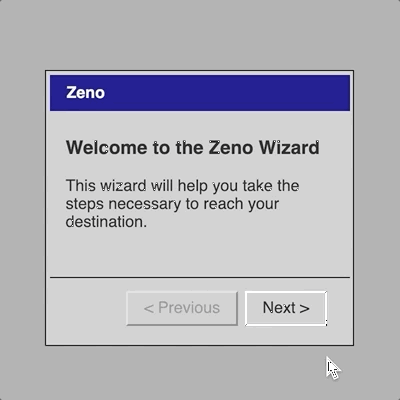 Zeno
Welcome to the Zeno Wizard
This wizard will help you take the
steps necessary to reach your
destination.
< Previous
Next >